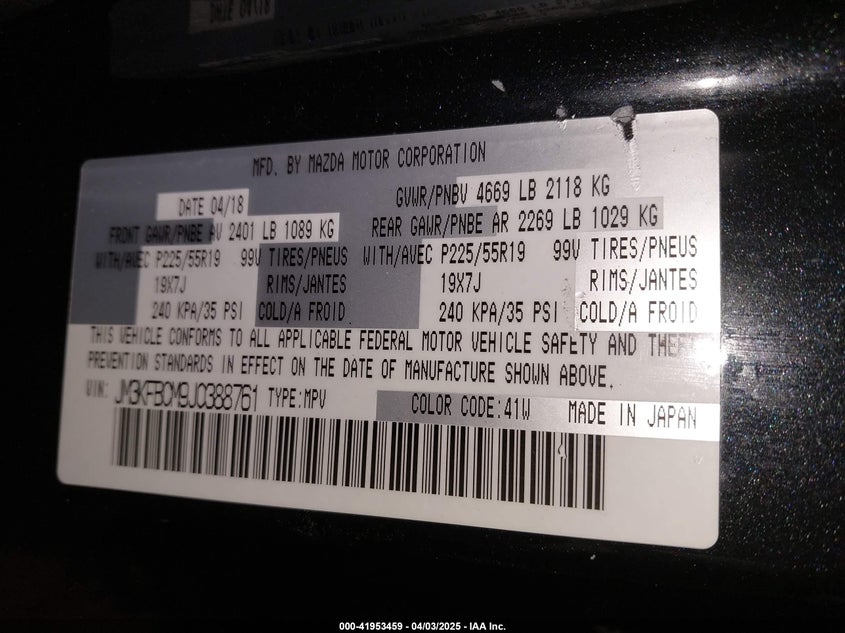 DATE 04/18
MFD. BY MAZDA MOTOR CORPORATION
DATE 04/18 GVWR/PNBV 4669 LB 2118 KG
FRONT GAWR/PNBE AV 2401 LB 1089 KG REAR GAWR/PNBE AR 2269 LB 1029 KG
WITH/AVEC P225/55R19 99V TIRES/PNEUS WITH/AVEC P225/55R19 99V TIRES/PNEUS
19X7J RIMS/JANTES 19X7J RIMS/JANTES
240 KPA/35 PSI COLD/A FROID 240 KPA/35 PSI COLD/A FROID
THIS VEHICLE CONFORMS TO ALL APPLICABLE FEDERAL MOTOR VEHICLE SAFETY AND THEFT
PREVENTION STANDARDS IN EFFECT ON THE DATE OF MANUFACTURE SHOWN ABOVE.
VIN: JM3KFBCM9J0388761 TYPE:MPV COLOR CODE:41W MADE IN JAPAN
000-41953459 - 04/03/2025 - IAA Inc.